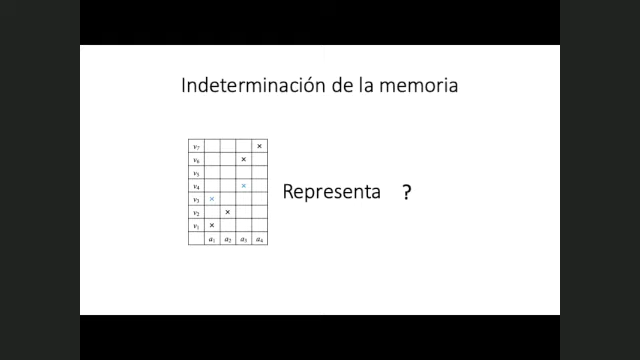 Indeterminación de la memoria
v7 ×
v6 ×
v5
v4 ×
v3 ×
v2 ×
v1 ×
a1 a2 a3 a4
Representa ?